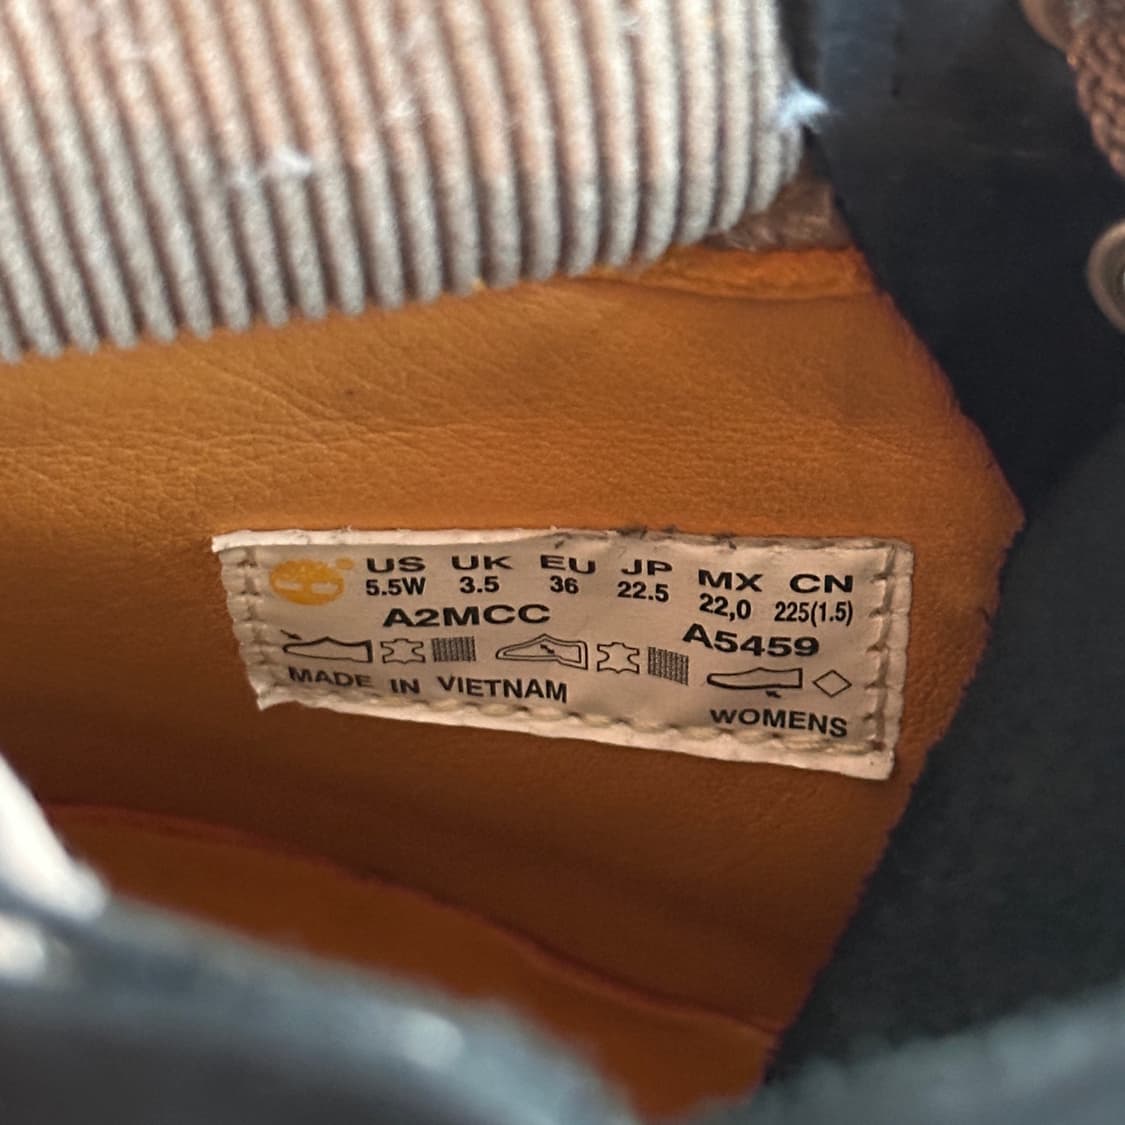 US UK EU JP MX CN
5.5W 3.5 36 22.5 22,0 225(1.5)
A2MCC A5459
MADE IN VIETNAM WOMENS